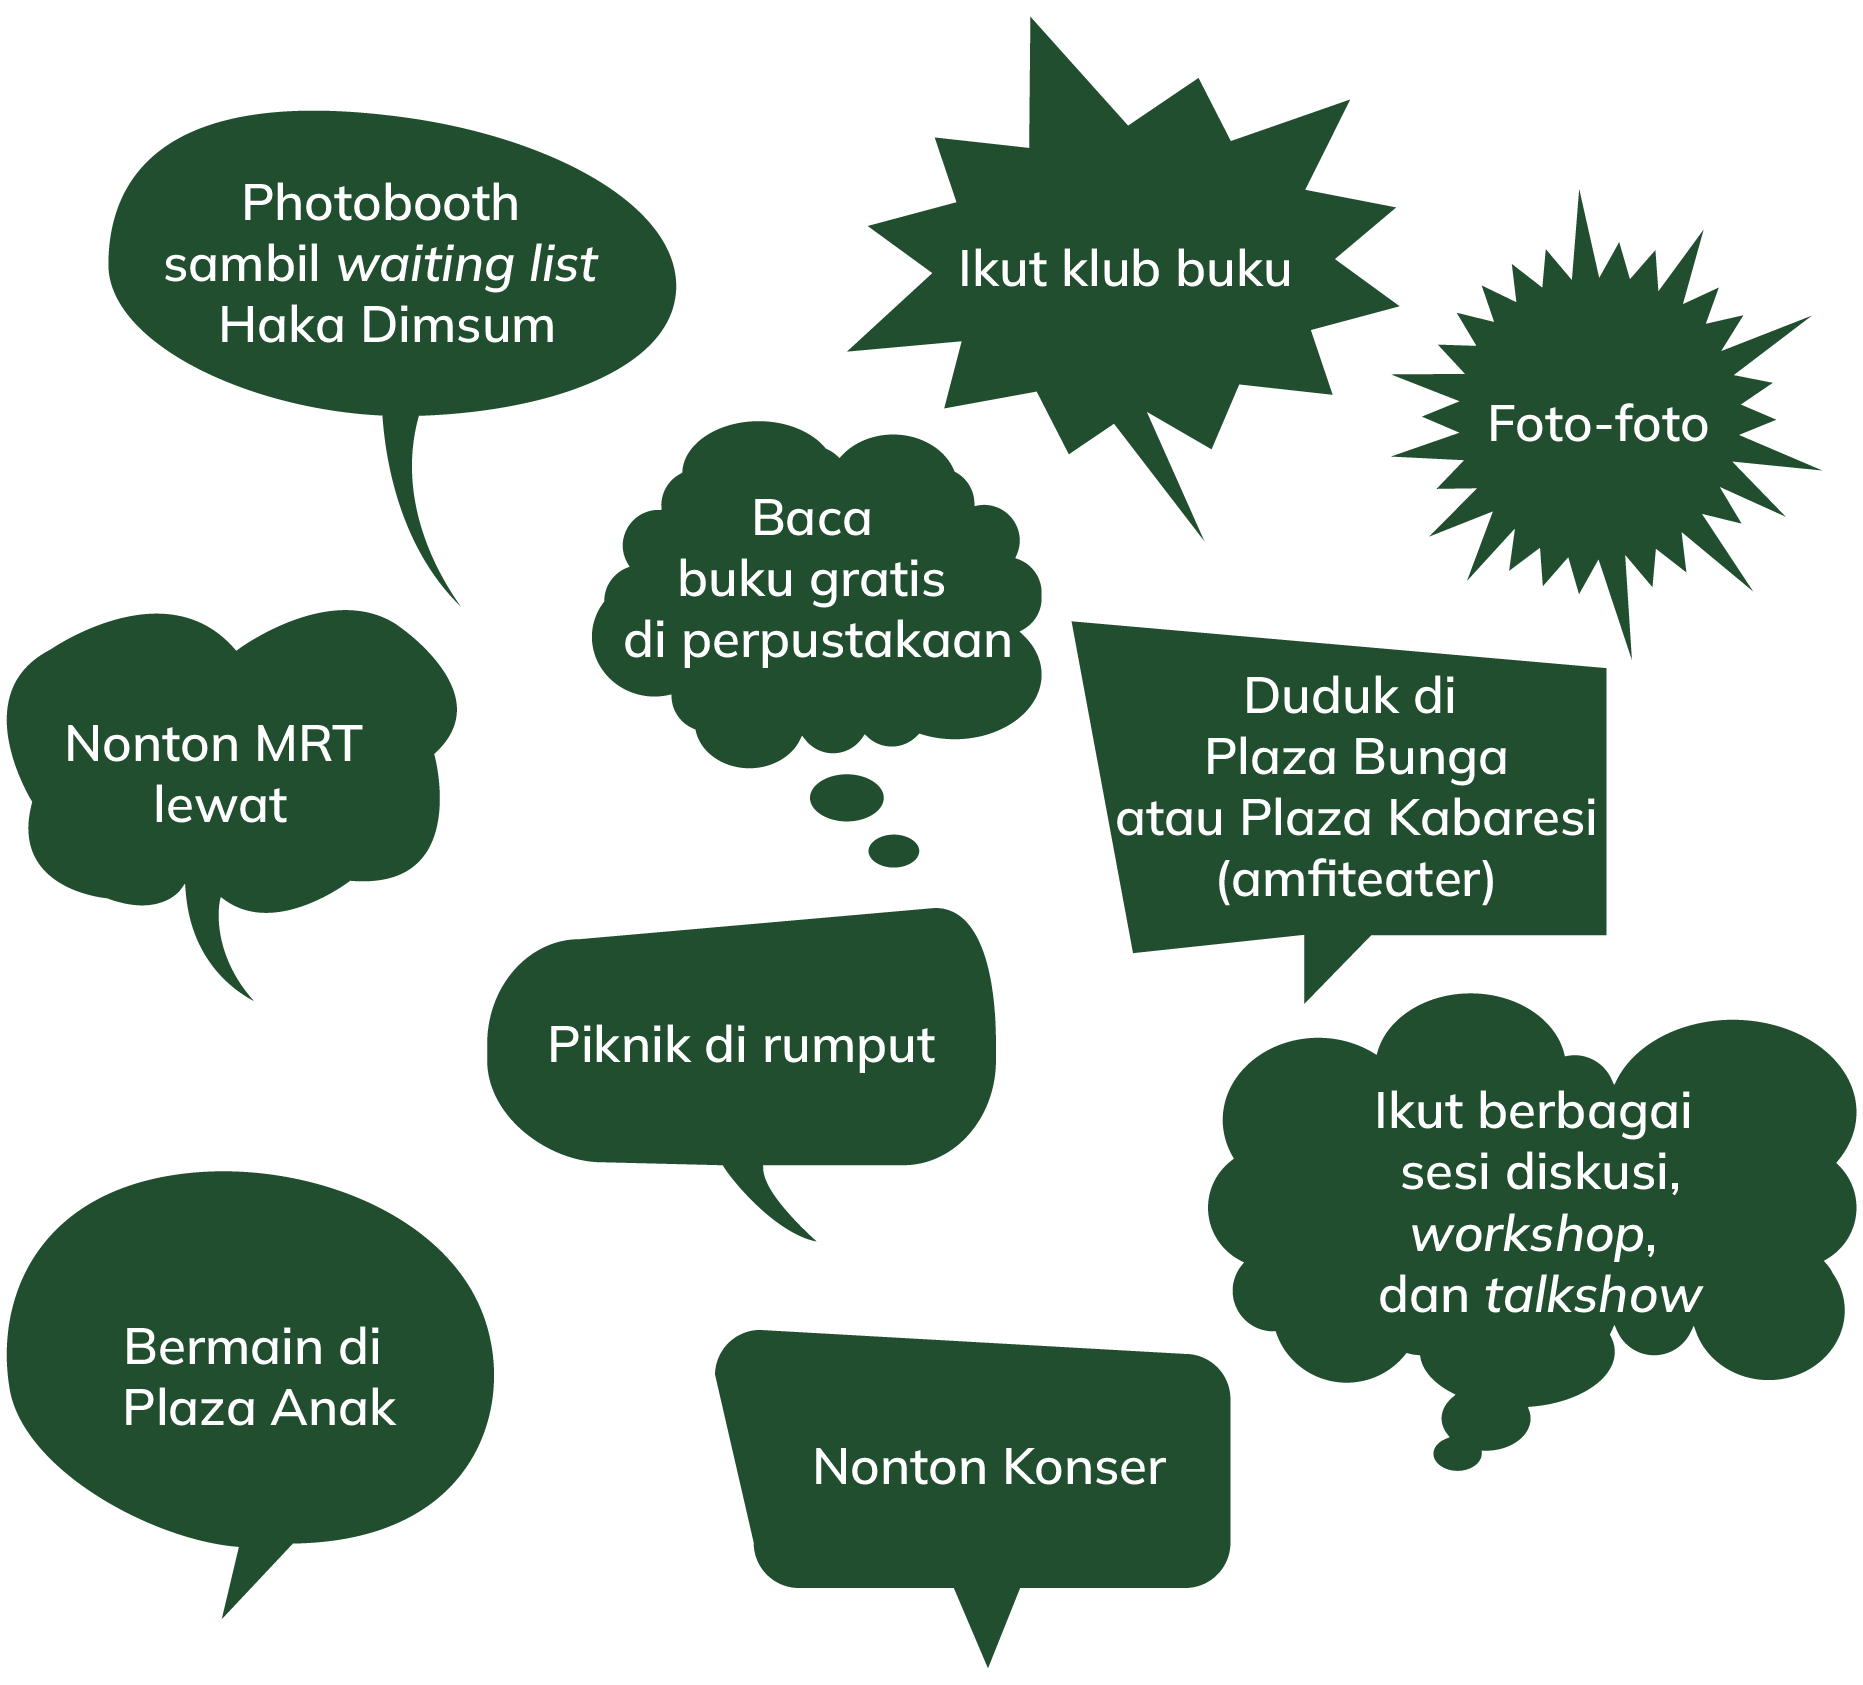 Photobooth
sambil waiting list
Haka Dimsum
Ikut klub buku
Foto-foto
Baca
buku gratis
di perpustakaan
Nonton MRT
lewat
Duduk di
Plaza Bunga
atau Plaza Kabaresi
(amfiteater)
Piknik di rumput
Ikut berbagai
sesi diskusi,
workshop,
dan talkshow
Bermain di
Plaza Anak
Nonton Konser